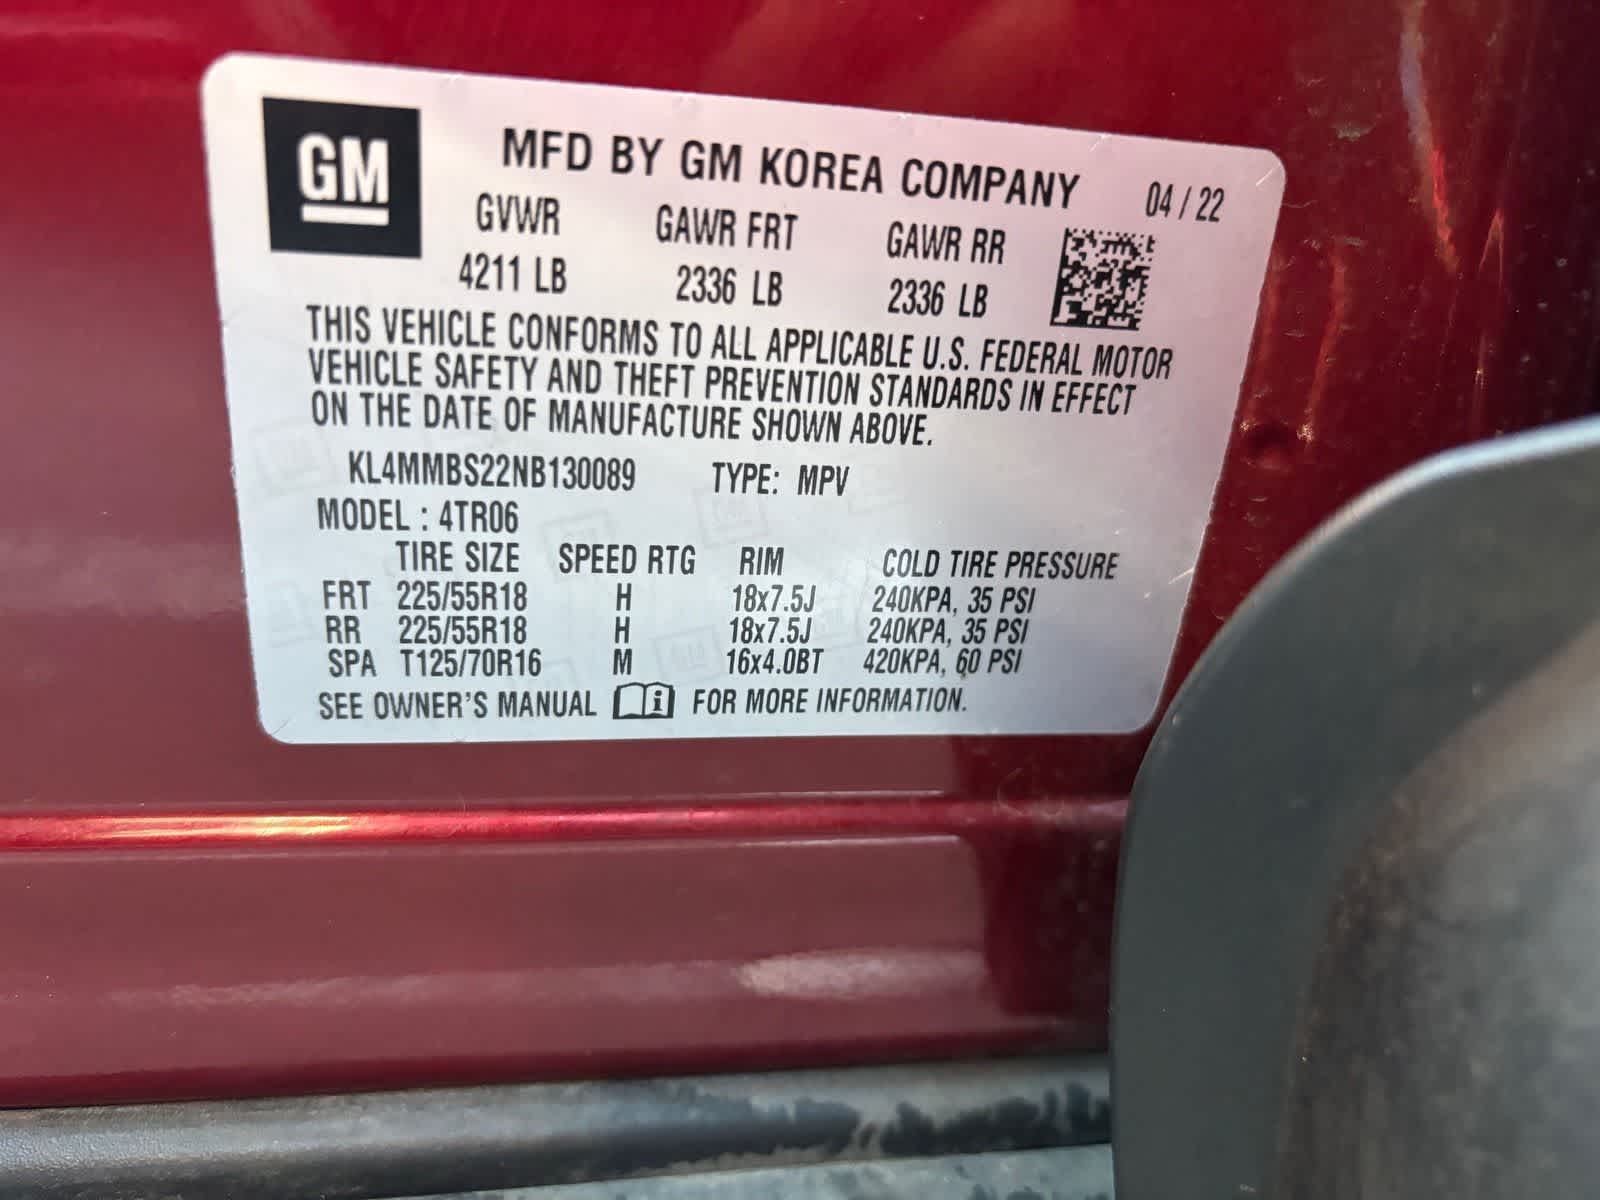 GM
MFD BY GM KOREA COMPANY 04 / 22
GVWR GAWR FRT GAWR RR
4211 LB 2336 LB 2336 LB
THIS VEHICLE CONFORMS TO ALL APPLICABLE U.S. FEDERAL MOTOR
VEHICLE SAFETY AND THEFT PREVENTION STANDARDS IN EFFECT
ON THE DATE OF MANUFACTURE SHOWN ABOVE.
KL4MMBS22NB130089 TYPE: MPV
MODEL : 4TR06
TIRE SIZE SPEED RTG RIM COLD TIRE PRESSURE
FRT 225/55R18 H 18x7.5J 240KPA, 35 PSI
RR 225/55R18 H 18x7.5J 240KPA, 35 PSI
SPA T125/70R16 M 16x4.0BT 420KPA, 60 PSI
SEE OWNER'S MANUAL i FOR MORE INFORMATION.